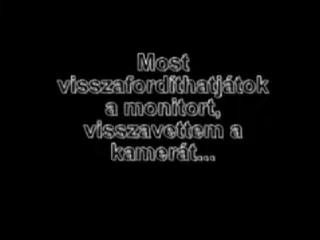 Most
visszafordíthatjátok
a monitort,
visszavettem a
kamerát...